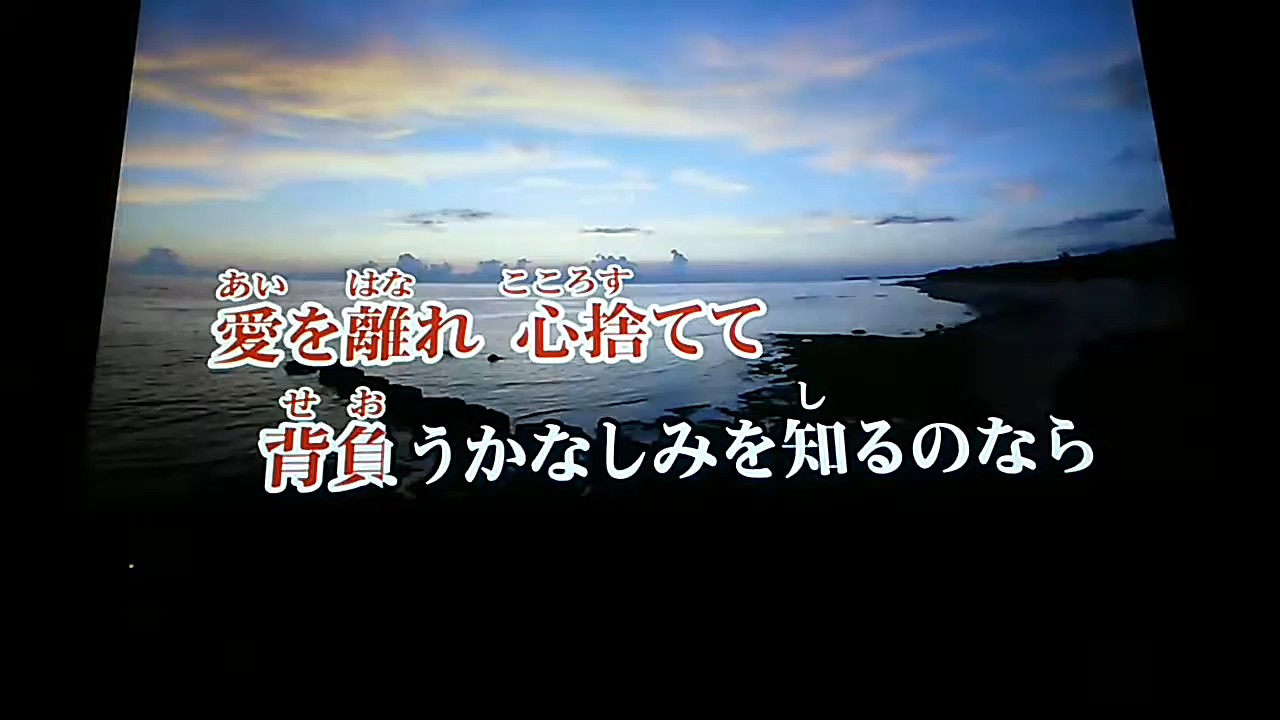 あい はな こころす
愛を離れ 心捨てて
せ お し
背負うかなしみを知るのなら